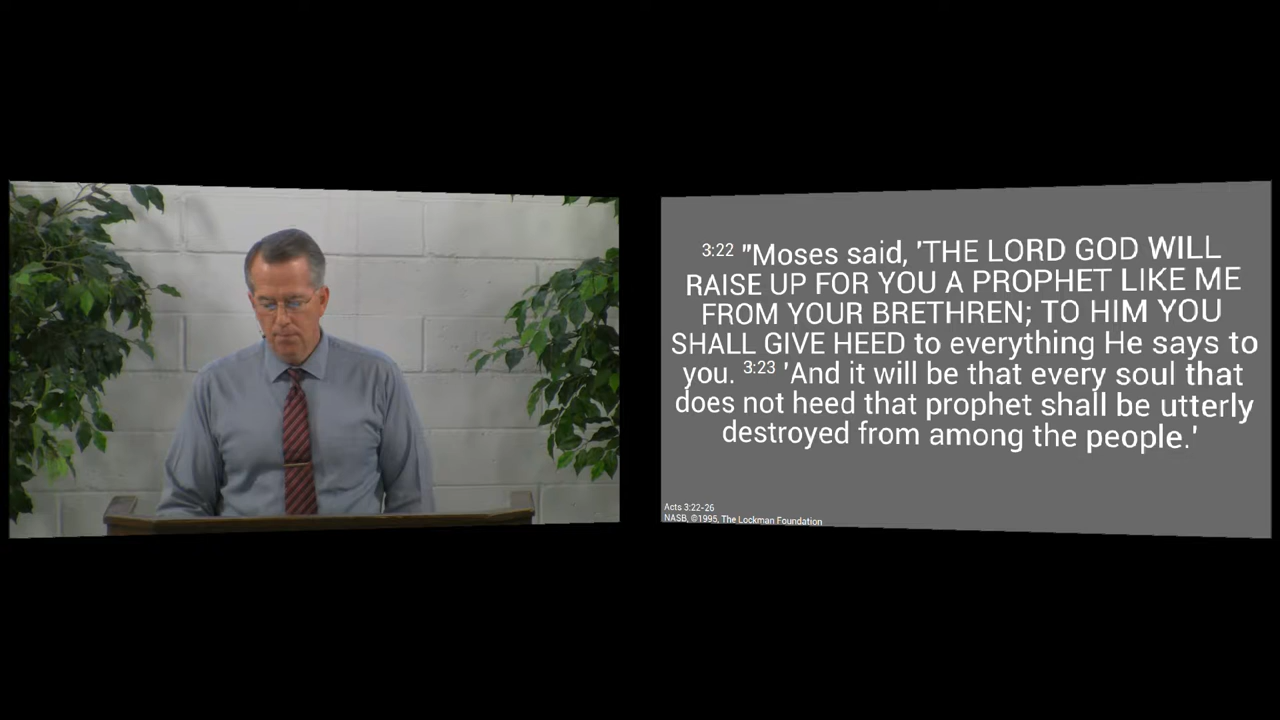 3:22 "Moses said, 'THE LORD GOD WILL
RAISE UP FOR YOU A PROPHET LIKE ME
FROM YOUR BRETHREN; TO HIM YOU
SHALL GIVE HEED to everything He says to
you. 3:23 'And it will be that every soul that
does not heed that prophet shall be utterly
destroyed from among the people.'
Acts 3:22-26
NASB, ©1995, The Lockman Foundation